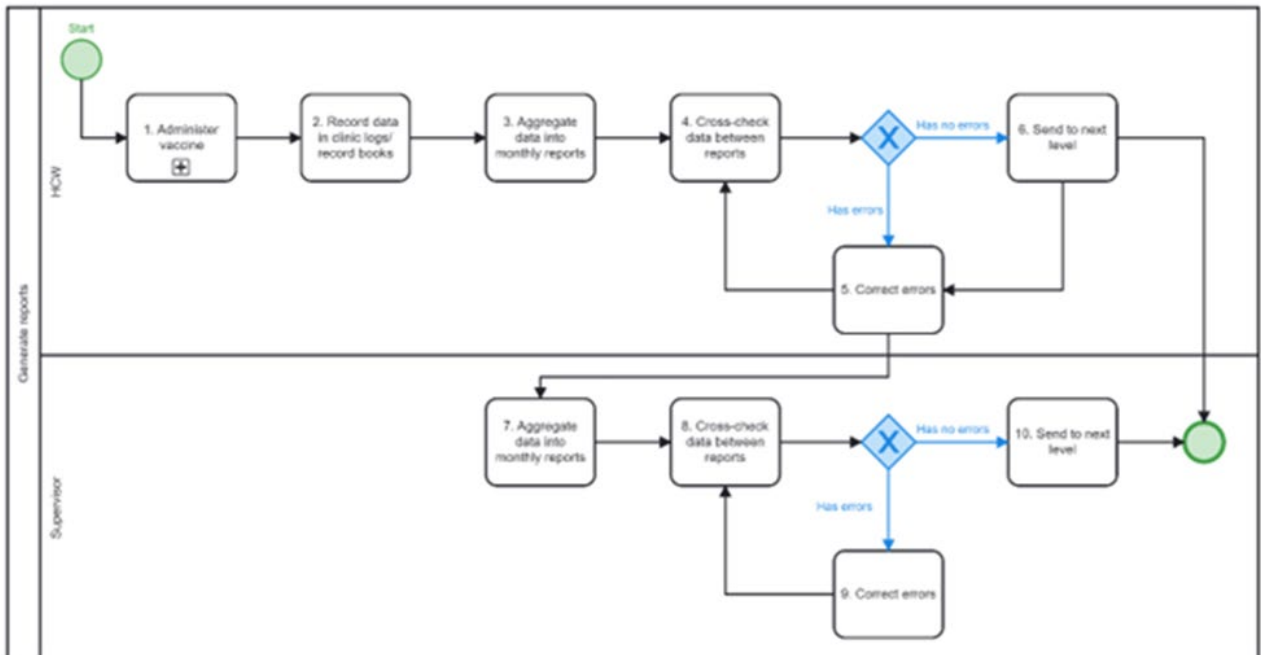 Start
1. Administer
vaccine
2. Record data
in clinic logs/
record books
3. Aggregate
data into
monthly reports
4. Cross-check
data between
reports
X
Has no errors
6. Send to next
level
HCW
Has errors
5. Correct errors
Generate reports
7. Aggregate
data into
monthly reports
8. Cross-check
data between
reports
X
Has no errors
10. Send to next
level
Supervisor
Has errors
9. Correct errors